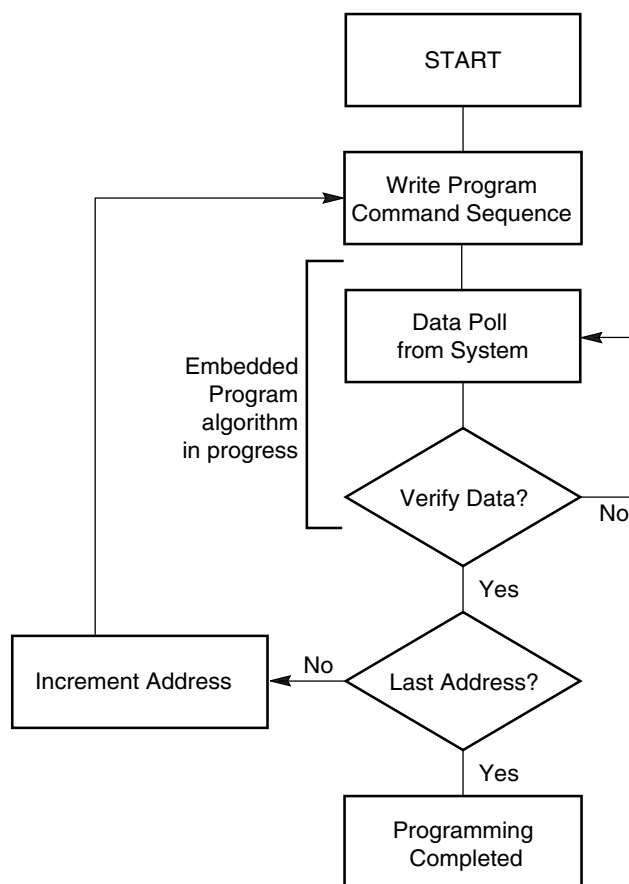 START
Write Program
Command Sequence
Data Poll
from System
Embedded
Program
algorithm
in progress
Verify Data?
No
Yes
No
Increment Address
Last Address?
Yes
Programming
Completed